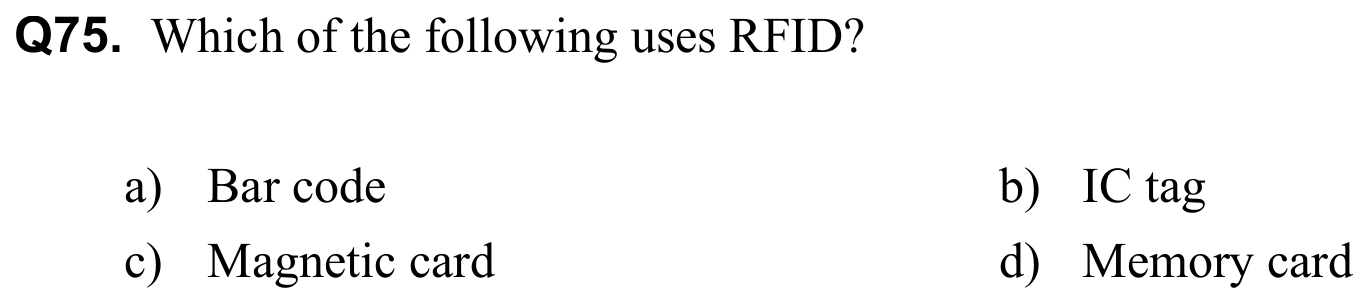 Q75. Which of the following uses RFID?
a) Bar code b) IC tag
c) Magnetic card d) Memory card